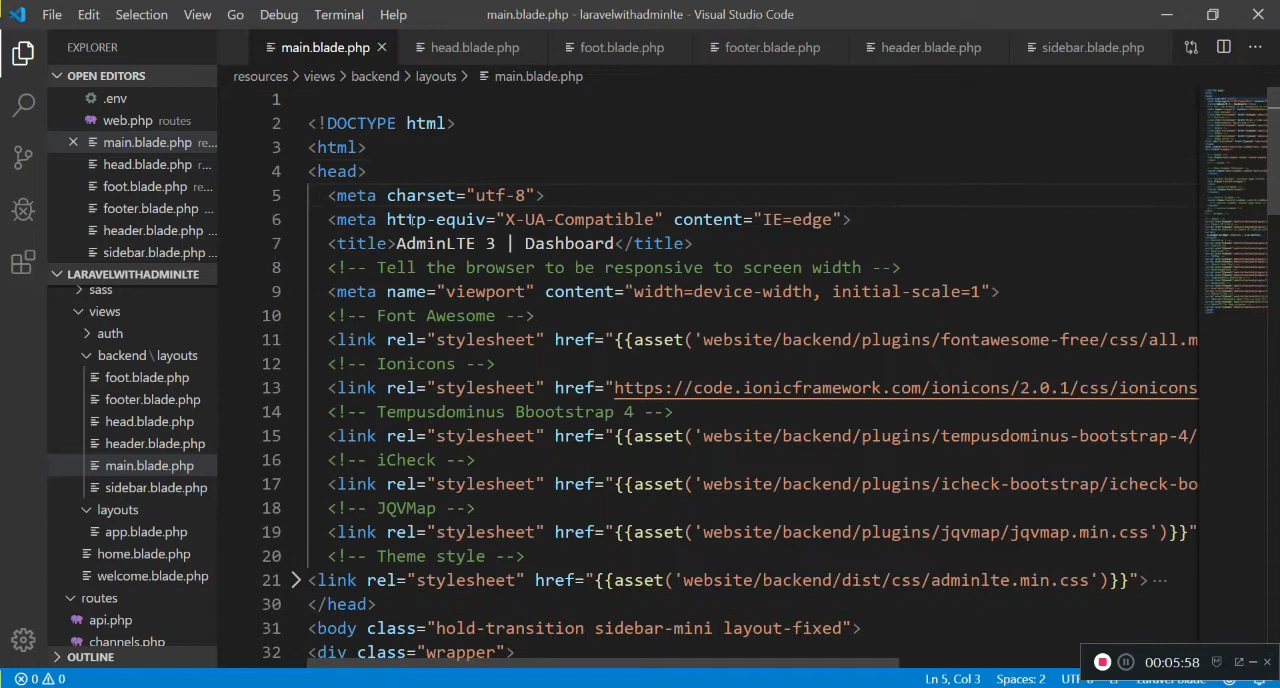 File Edit Selection View Go Debug Terminal Help main.blade.php - laravelwithadminlte - Visual Studio Code
EXPLORER
main.blade.php head.blade.php foot.blade.php footer.blade.php header.blade.php sidebar.blade.php
OPEN EDITORS
.env
web.php routes
main.blade.php re...
head.blade.php r...
foot.blade.php re...
footer.blade.php ...
header.blade.php ...
sidebar.blade.php ...
LARAVELWITHADMINLTE
sass
views
auth
backend \ layouts
foot.blade.php
footer.blade.php
head.blade.php
header.blade.php
main.blade.php
sidebar.blade.php
layouts
app.blade.php
home.blade.php
welcome.blade.php
routes
api.php
channels.php
OUTLINE
resources > views > backend > layouts > main.blade.php
1
2 <!DOCTYPE html>
3 <html>
4 <head>
5 <meta charset="utf-8">
6 <meta http-equiv="X-UA-Compatible" content="IE=edge">
7 <title>AdminLTE 3 | Dashboard</title>
8 <!-- Tell the browser to be responsive to screen width -->
9 <meta name="viewport" content="width=device-width, initial-scale=1">
10 <!-- Font Awesome -->
11 <link rel="stylesheet" href="{{asset('website/backend/plugins/fontawesome-free/css/all.m
12 <!-- Ionicons -->
13 <link rel="stylesheet" href="https://code.ionicframework.com/ionicons/2.0.1/css/ionicons
14 <!-- Tempusdominus Bbootstrap 4 -->
15 <link rel="stylesheet" href="{{asset('website/backend/plugins/tempusdominus-bootstrap-4/
16 <!-- iCheck -->
17 <link rel="stylesheet" href="{{asset('website/backend/plugins/icheck-bootstrap/icheck-bo
18 <!-- JQVMap -->
19 <link rel="stylesheet" href="{{asset('website/backend/plugins/jqvmap/jqvmap.min.css')}}"
20 <!-- Theme style -->
21 <link rel="stylesheet" href="{{asset('website/backend/dist/css/adminlte.min.css')}}"> ...
30 </head>
31 <body class="hold-transition sidebar-mini layout-fixed">
32 <div class="wrapper">
00:05:58
0 0 Ln 5, Col 3 Spaces: 2